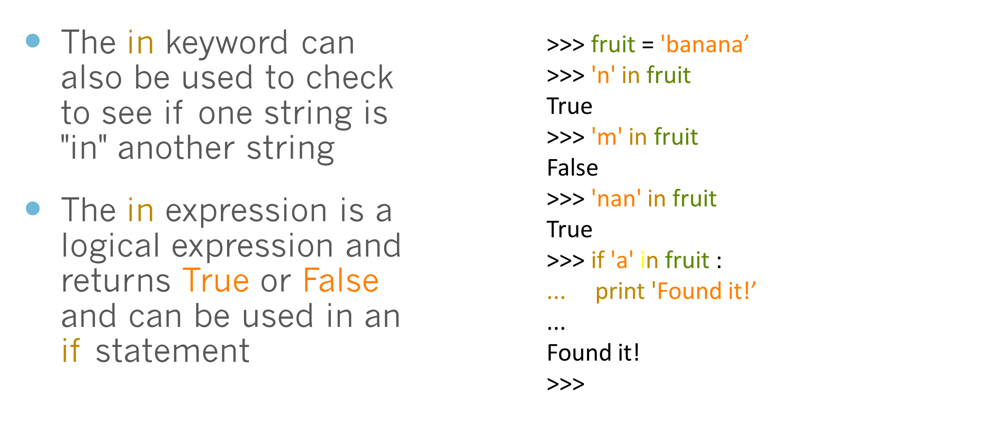 The in keyword can
also be used to check
to see if one string is
"in" another string
The in expression is a
logical expression and
returns True or False
and can be used in an
if statement
>>> fruit = 'banana’
>>> 'n' in fruit
True
>>> 'm' in fruit
False
>>> 'nan' in fruit
True
>>> if 'a' in fruit :
...     print 'Found it!’
...
Found it!
>>>